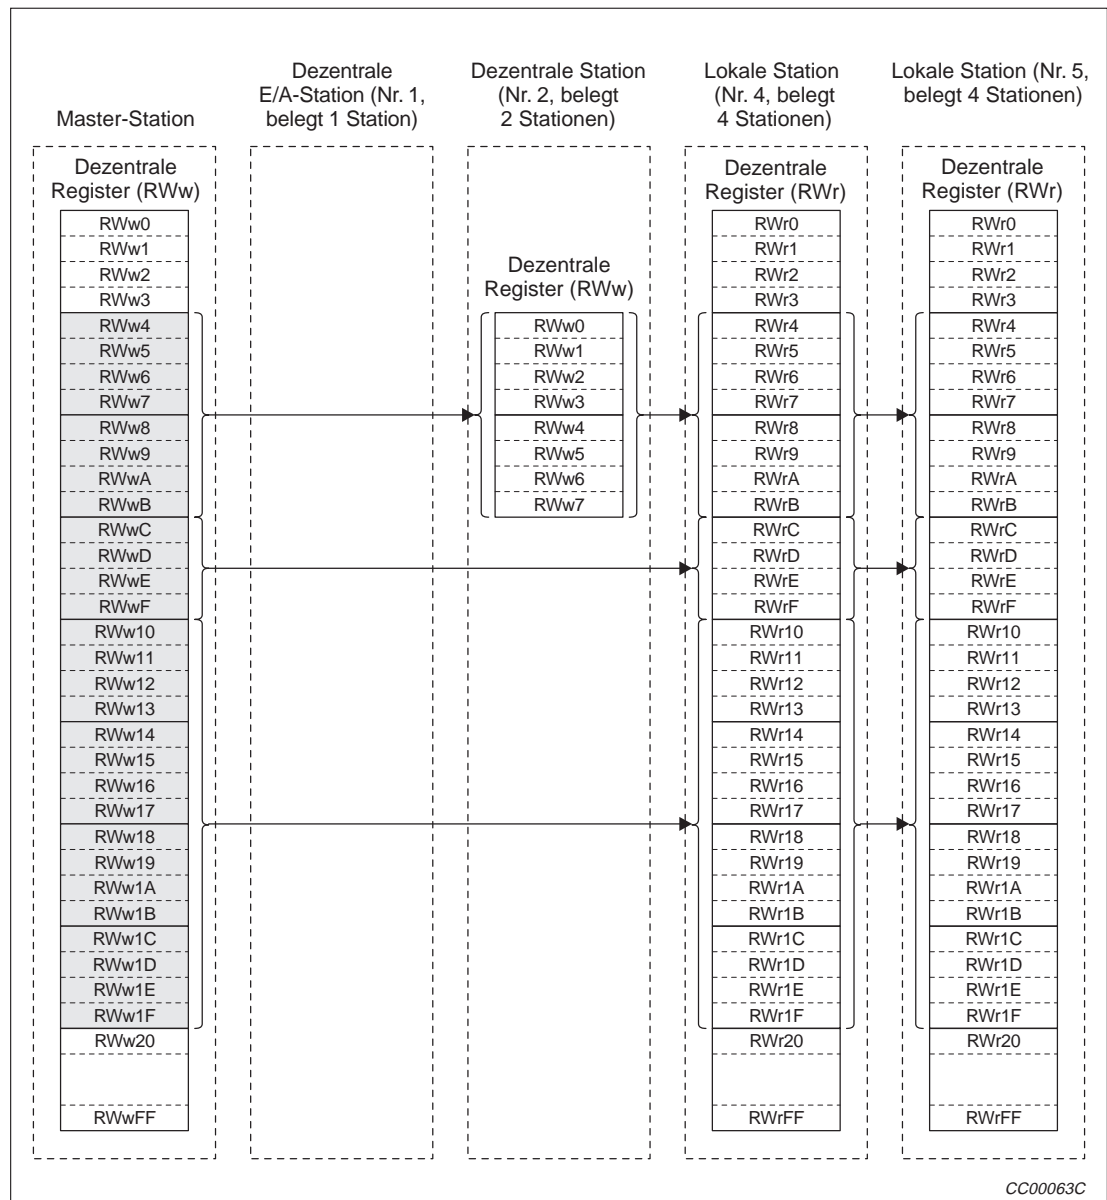 Master-Station
Dezentrale
E/A-Station (Nr. 1,
belegt 1 Station)
Dezentrale Station
(Nr. 2, belegt
2 Stationen)
Lokale Station
(Nr. 4, belegt
4 Stationen)
Lokale Station (Nr. 5,
belegt 4 Stationen)
Dezentrale
Register (RWw)
RWw0
RWw1
RWw2
RWw3
RWw4
RWw5
RWw6
RWw7
RWw8
RWw9
RWwA
RWwB
RWwC
RWwD
RWwE
RWwF
RWw10
RWw11
RWw12
RWw13
RWw14
RWw15
RWw16
RWw17
RWw18
RWw19
RWw1A
RWw1B
RWw1C
RWw1D
RWw1E
RWw1F
RWw20
RWwFF
Dezentrale
Register (RWw)
RWw0
RWw1
RWw2
RWw3
RWw4
RWw5
RWw6
RWw7
Dezentrale
Register (RWr)
RWr0
RWr1
RWr2
RWr3
RWr4
RWr5
RWr6
RWr7
RWr8
RWr9
RWrA
RWrB
RWrC
RWrD
RWrE
RWrF
RWr10
RWr11
RWr12
RWr13
RWr14
RWr15
RWr16
RWr17
RWr18
RWr19
RWr1A
RWr1B
RWr1C
RWr1D
RWr1E
RWr1F
RWr20
RWrFF
Dezentrale
Register (RWr)
RWr0
RWr1
RWr2
RWr3
RWr4
RWr5
RWr6
RWr7
RWr8
RWr9
RWrA
RWrB
RWrC
RWrD
RWrE
RWrF
RWr10
RWr11
RWr12
RWr13
RWr14
RWr15
RWr16
RWr17
RWr18
RWr19
RWr1A
RWr1B
RWr1C
RWr1D
RWr1E
RWr1F
RWr20
RWrFF
CC00063C